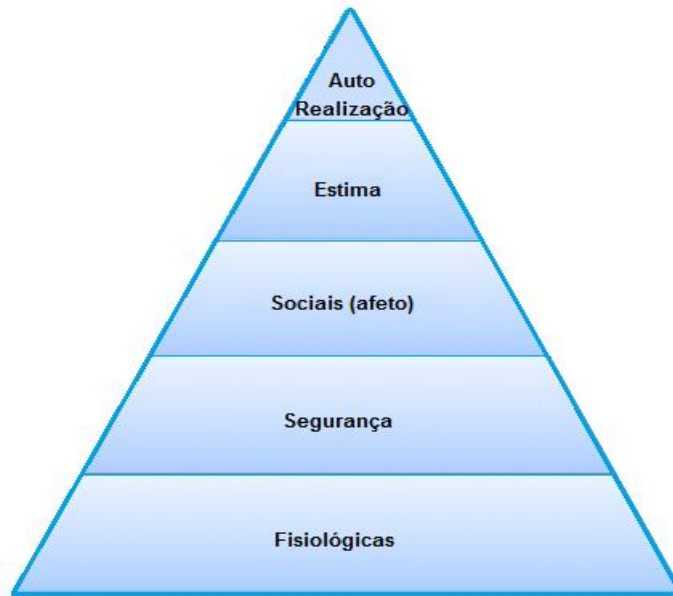 Auto
Realização
Estima
Sociais (afeto)
Segurança
Fisiológicas